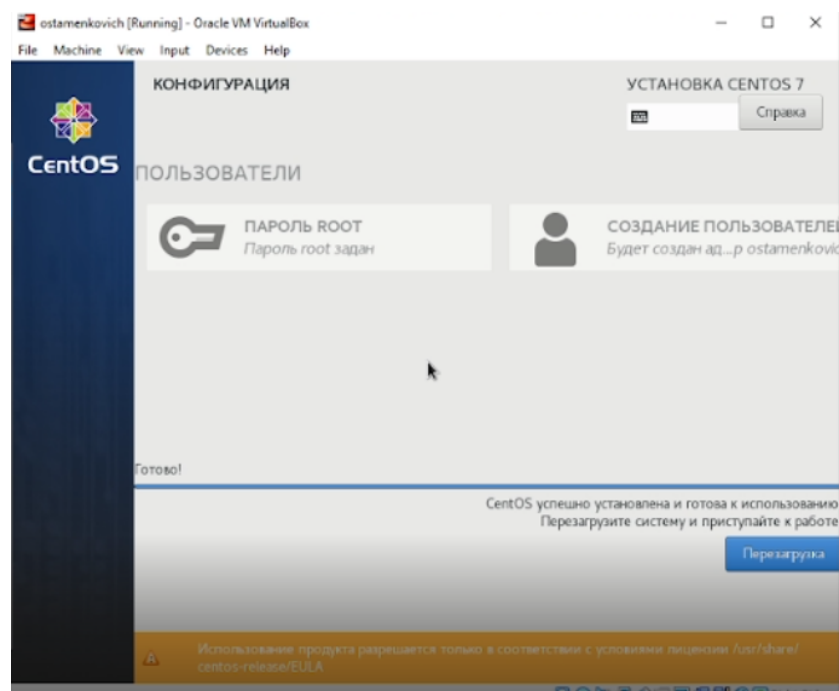 ostamenkovich [Running] - Oracle VM VirtualBox
File Machine View Input Devices Help
КОНФИГУРАЦИЯ
УСТАНОВКА CENTOS 7
Справка
CentOS
ПОЛЬЗОВАТЕЛИ
ПАРОЛЬ ROOT
Пароль root задан
СОЗДАНИЕ ПОЛЬЗОВАТЕЛЕЙ
Будет создан ад...р ostamenkovic
Готово!
CentOS успешно установлена и готова к использованию
Перезагрузите систему и приступайте к работе
Перезагрузка
Использование продукта разрешается только в соответствии с условиями лицензии /usr/share/
centos-release/EULA